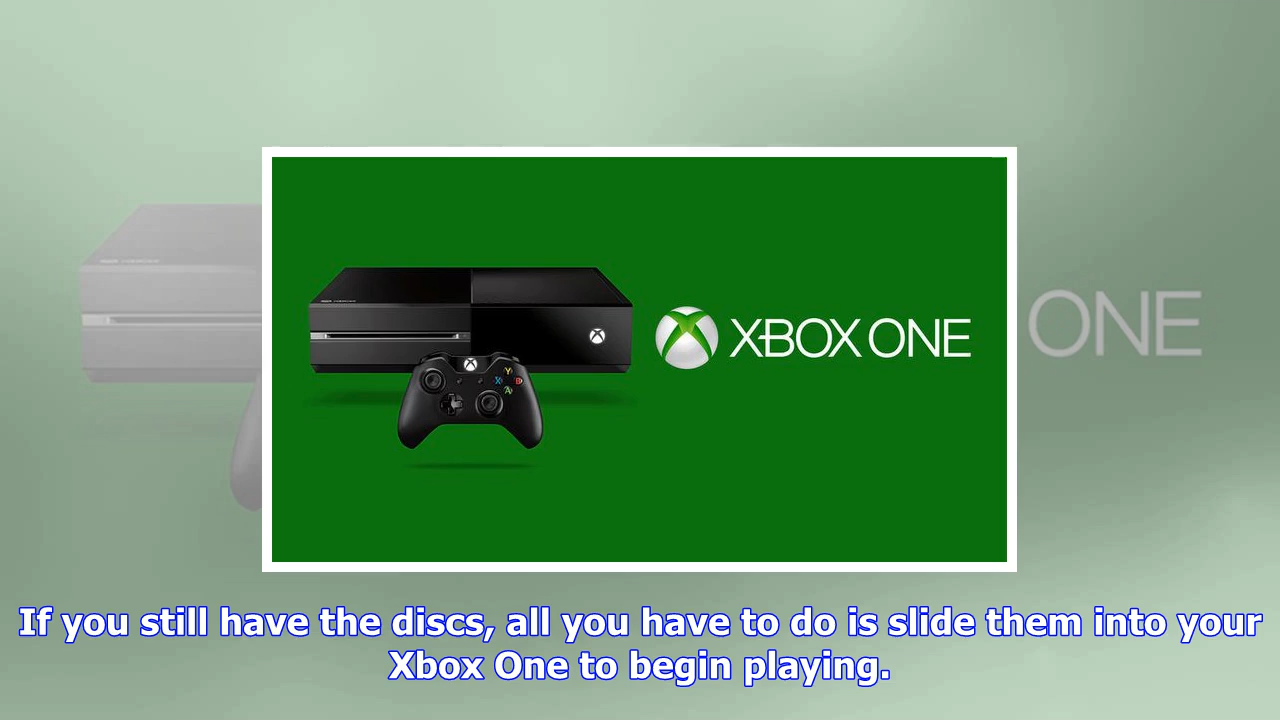 XBOX ONE
ONE
If you still have the discs, all you have to do is slide them into your
Xbox One to begin playing.